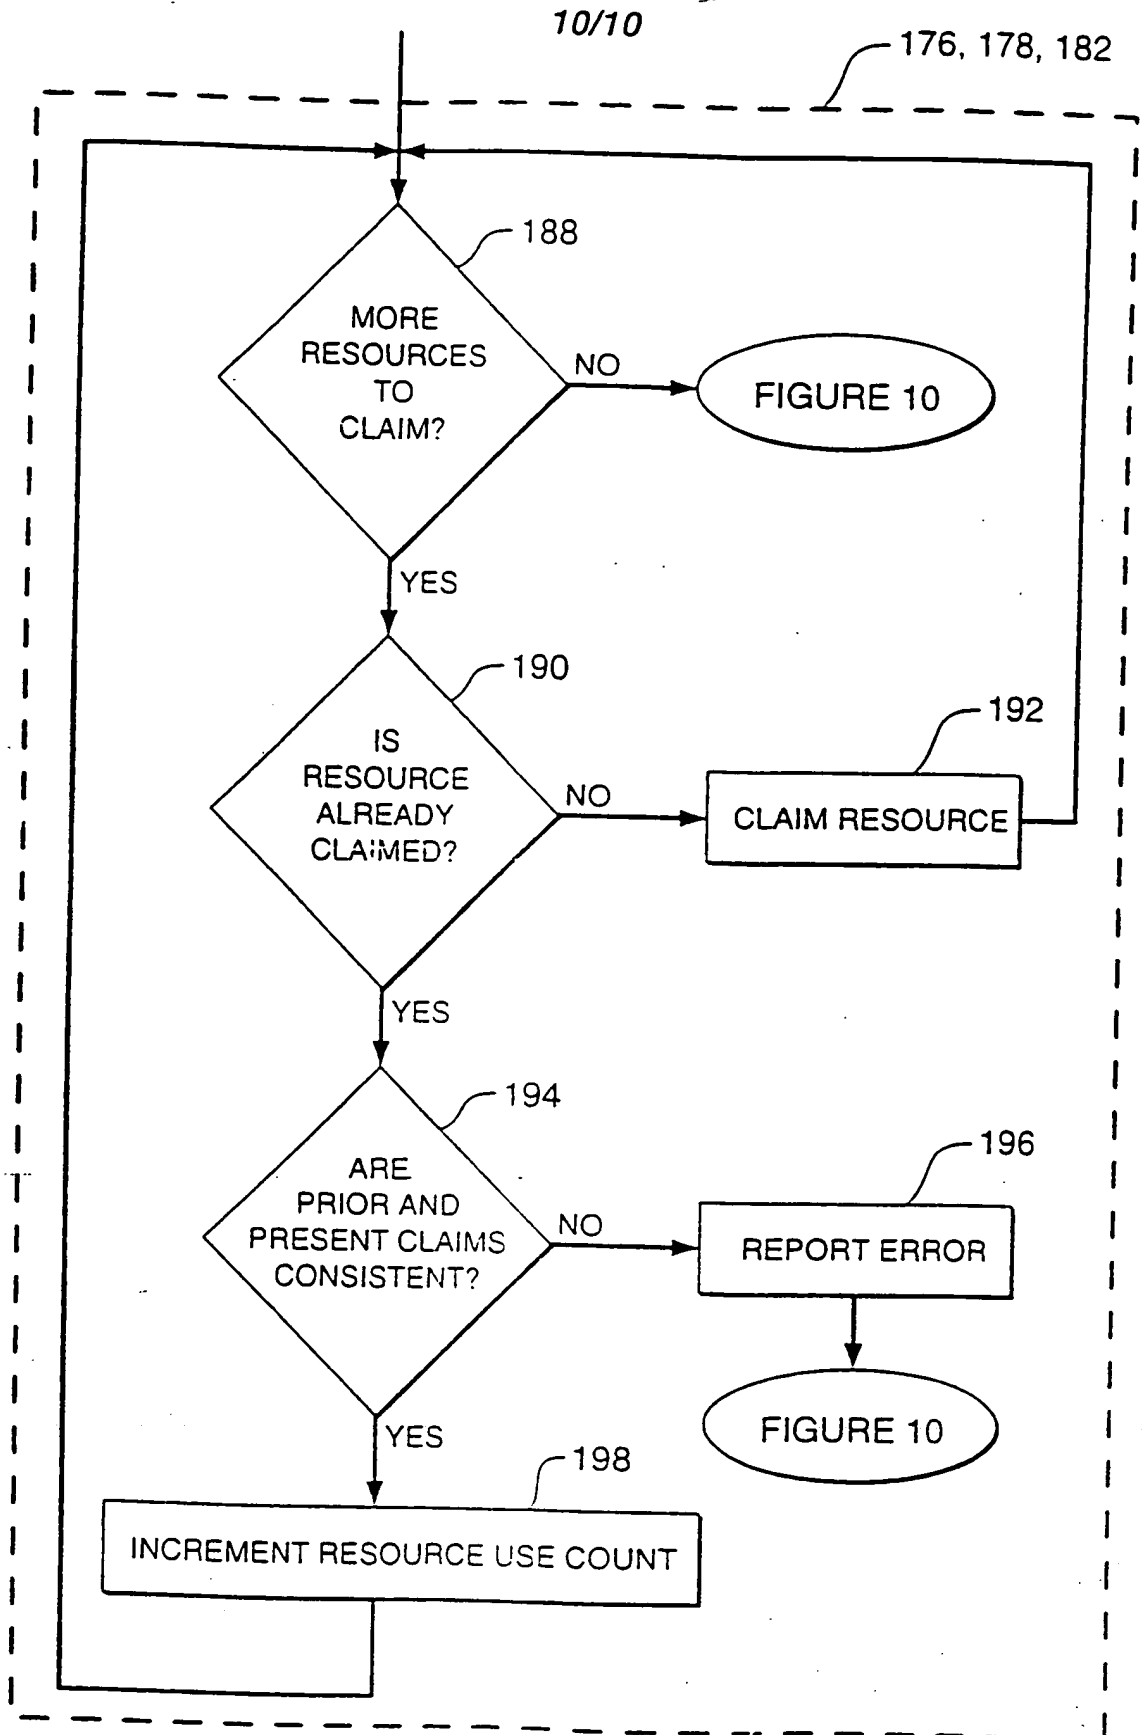 10/10
176, 178, 182
188
MORE
RESOURCES
TO
CLAIM?
NO
FIGURE 10
YES
190
IS
RESOURCE
ALREADY
CLAIMED?
NO
192
CLAIM RESOURCE
YES
194
ARE
PRIOR AND
PRESENT CLAIMS
CONSISTENT?
NO
196
REPORT ERROR
FIGURE 10
YES
198
INCREMENT RESOURCE USE COUNT